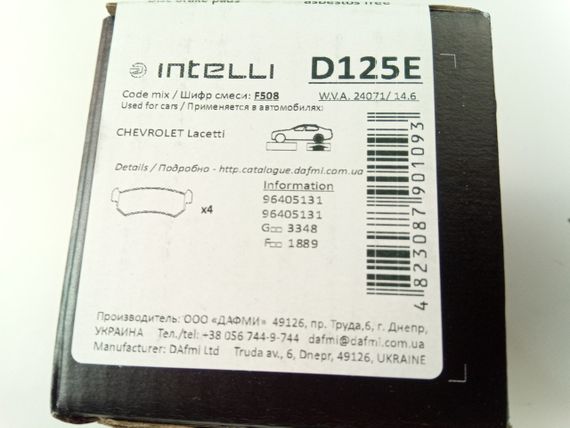 Disc brake pads
asbestos free
INTELLI D125E
Code mix / Шифр смеси: F508
W.V.A. 24071/ 14.6
Used for cars / Применяется в автомобилях:
CHEVROLET Lacetti
Details / Подробно - http.catalogue.dafmi.com.ua
x4
Information
96405131
96405131
G□□ 3348
F□□ 1889
4 823087 901093
Производитель: ООО «ДАФМИ» 49126, пр. Труда,6, г. Днепр,
УКРАИНА Тел./tel: +38 056 744-9-744 dafmi@dafmi.com.ua
Manufacturer: DAfmi Ltd Truda av., 6, Dnepr, 49126, UKRAINE